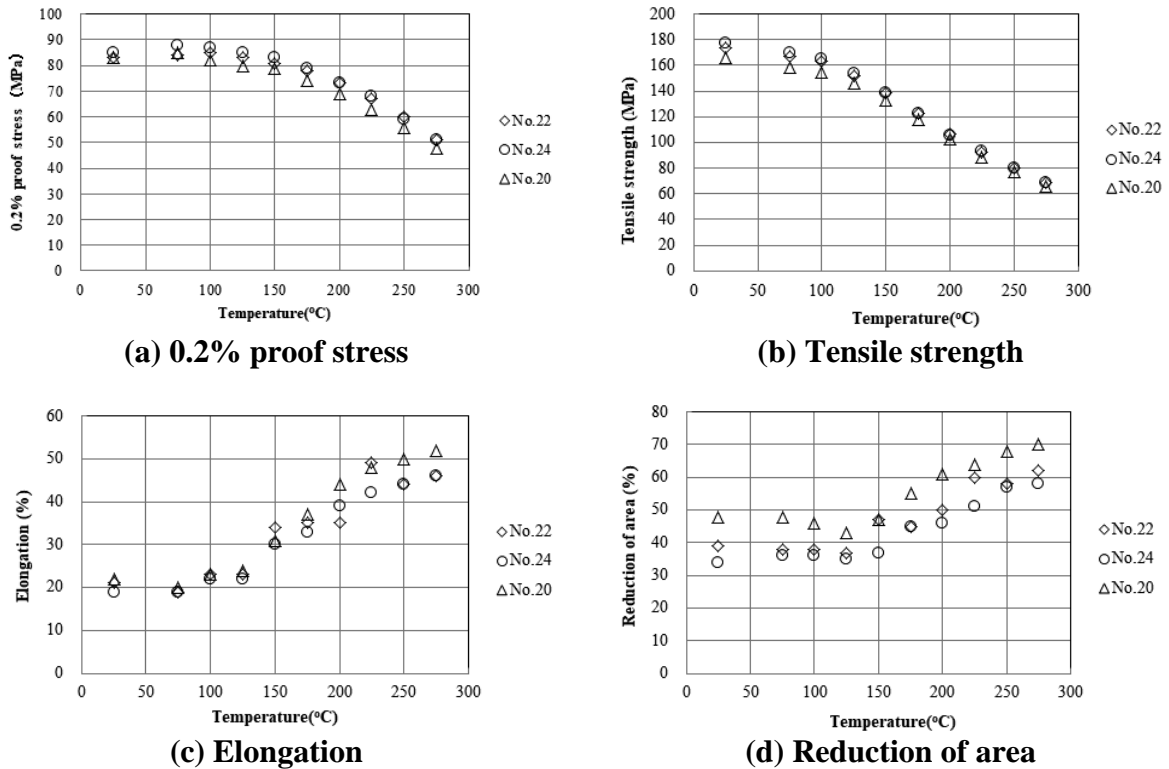 100
90
80
70
60
50
40
30
20
10
0
0.2% proof stress (MPa)
0 50 100 150 200 250 300
Temperature(°C)
No.22
No.24
No.20
(a) 0.2% proof stress
200
180
160
140
120
100
80
60
40
20
0
Tensile strength (MPa)
0 50 100 150 200 250 300
Temperature(°C)
No.22
No.24
No.20
(b) Tensile strength
60
50
40
30
20
10
0
Elongation (%)
0 50 100 150 200 250 300
Temperature(°C)
No.22
No.24
No.20
(c) Elongation
80
70
60
50
40
30
20
10
0
Reduction of area (%)
0 50 100 150 200 250 300
Temperature(°C)
No.22
No.24
No.20
(d) Reduction of area